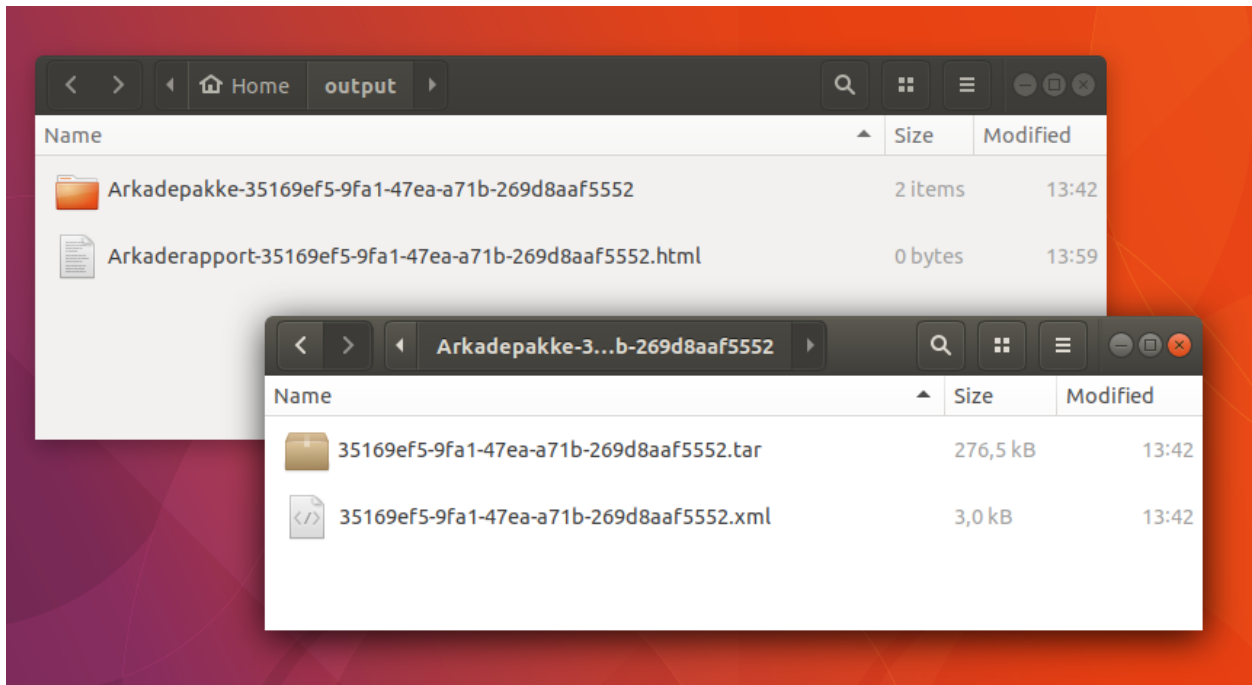 Home output
Name Size Modified
Arkadepakke-35169ef5-9fa1-47ea-a71b-269d8aaf5552 2 items 13:42
Arkaderapport-35169ef5-9fa1-47ea-a71b-269d8aaf5552.html 0 bytes 13:59
Arkadepakke-3...b-269d8aaf5552
Name Size Modified
35169ef5-9fa1-47ea-a71b-269d8aaf5552.tar 276,5 kB 13:42
35169ef5-9fa1-47ea-a71b-269d8aaf5552.xml 3,0 kB 13:42